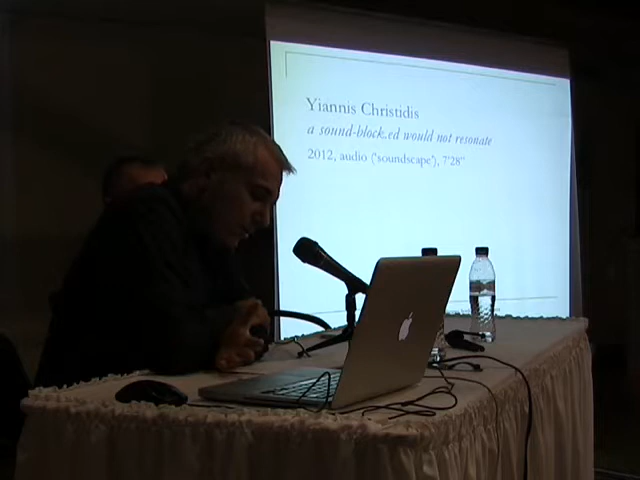 Yiannis Christidis
a sound-block.ed would not resonate
2012, audio ('soundscape'), 7'28"